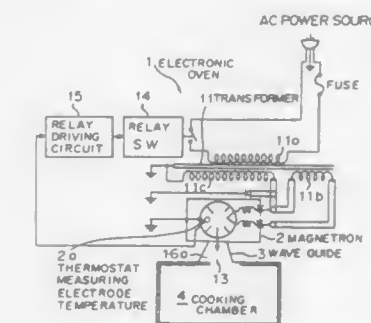 AC POWER SOURCE
1 ELECTRONIC
OVEN
FUSE
15
14
11 TRANSFORMER
RELAY
DRIVING
CIRCUIT
RELAY
SW
11a
11c
11b
2a
THERMOSTAT
MEASURING
ELECTRODE
TEMPERATURE
16a
13
2 MAGNETRON
3 WAVE GUIDE
4 COOKING
CHAMBER